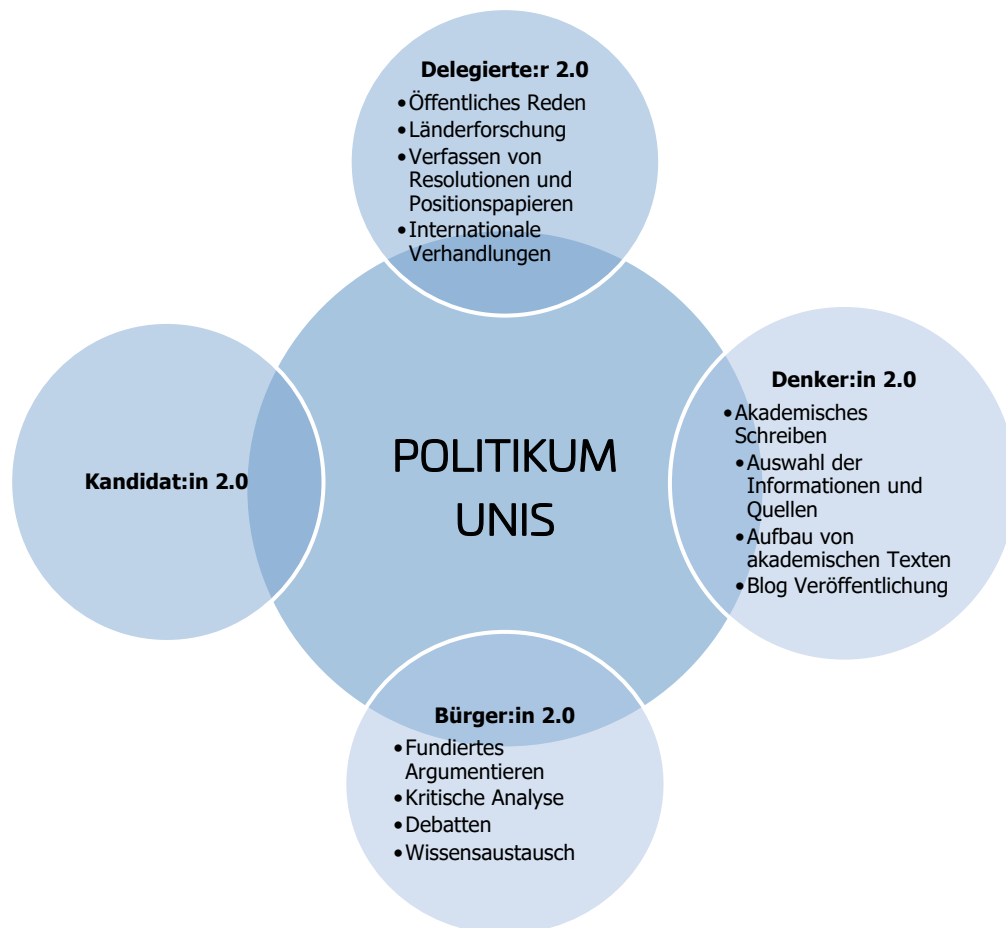 Delegierte:r 2.0
•Öffentliches Reden
•Länderforschung
•Verfassen von
Resolutionen und
Positionspapieren
•Internationale
Verhandlungen
Denker:in 2.0
•Akademisches
Schreiben
•Auswahl der
Informationen und
Quellen
•Aufbau von
akademischen Texten
•Blog Veröffentlichung
Kandidat:in 2.0
POLITIKUM
UNIS
Bürger:in 2.0
•Fundiertes
Argumentieren
•Kritische Analyse
•Debatten
•Wissensaustausch